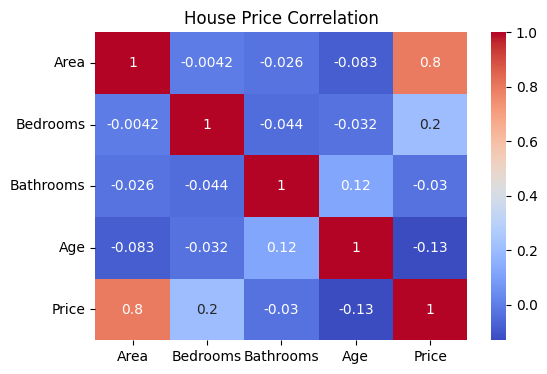 House Price Correlation
Area 1 -0.0042 -0.026 -0.083 0.8
Bedrooms -0.0042 1 -0.044 -0.032 0.2
Bathrooms -0.026 -0.044 1 0.12 -0.03
Age -0.083 -0.032 0.12 1 -0.13
Price 0.8 0.2 -0.03 -0.13 1
Area Bedrooms Bathrooms Age Price
1.0
0.8
0.6
0.4
0.2
0.0